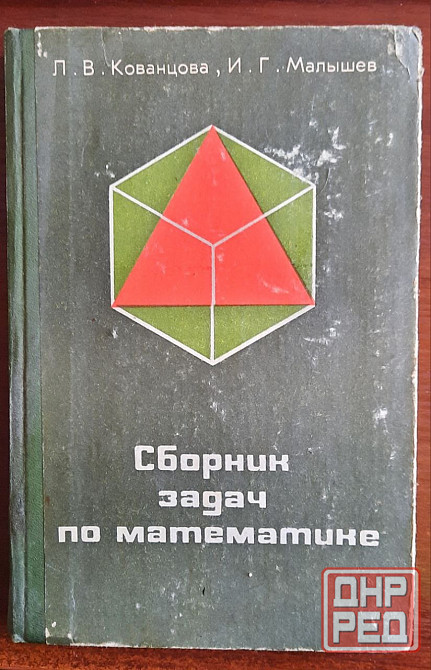 Л. В. Кованцова, И. Г. Малышев
Сборник
задач
по математике
ДНР
РЕД